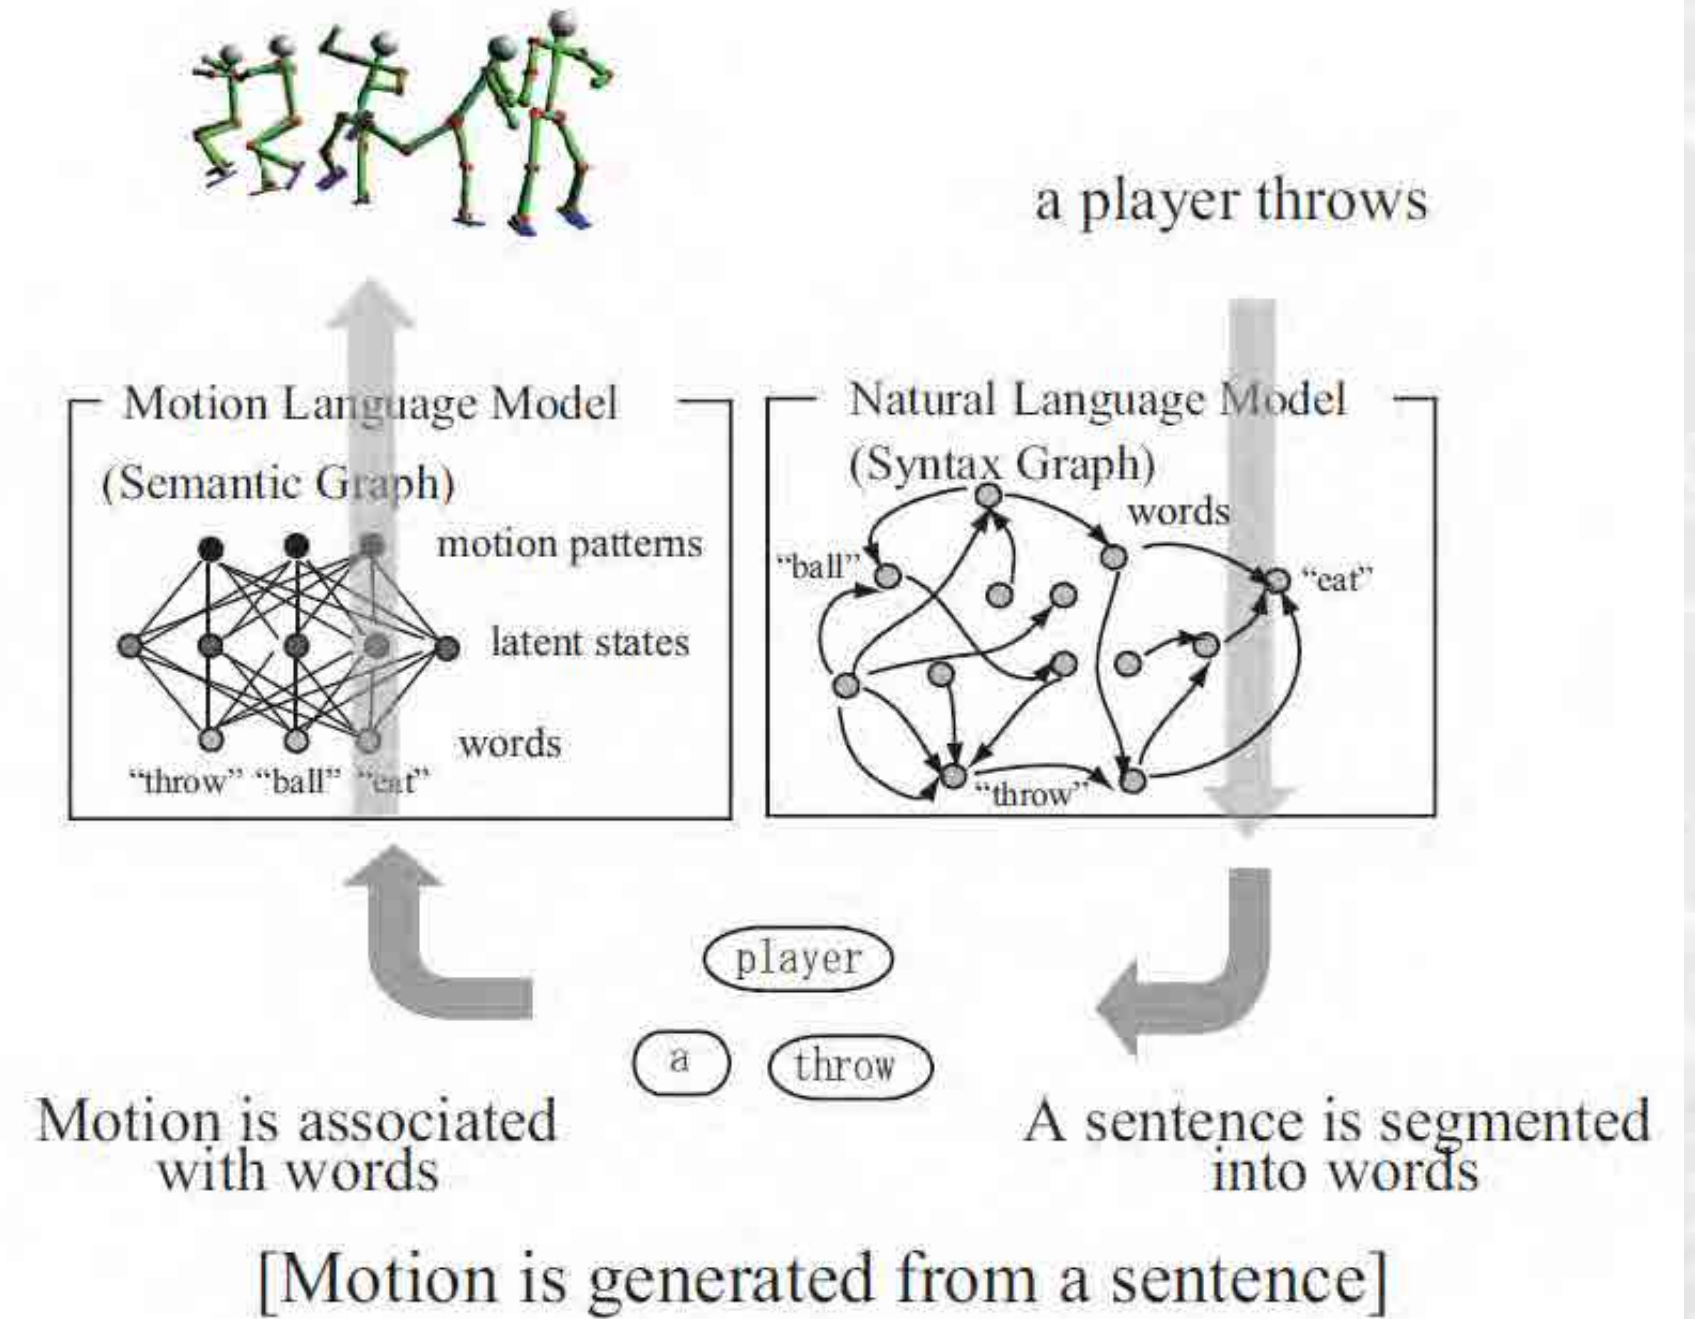 a player throws
Motion Language Model
(Semantic Graph)
motion patterns
latent states
words
“throw” “ball” “eat”
Natural Language Model
(Syntax Graph)
words
“ball”
“eat”
“throw”
player
a
throw
Motion is associated
with words
A sentence is segmented
into words
[Motion is generated from a sentence]